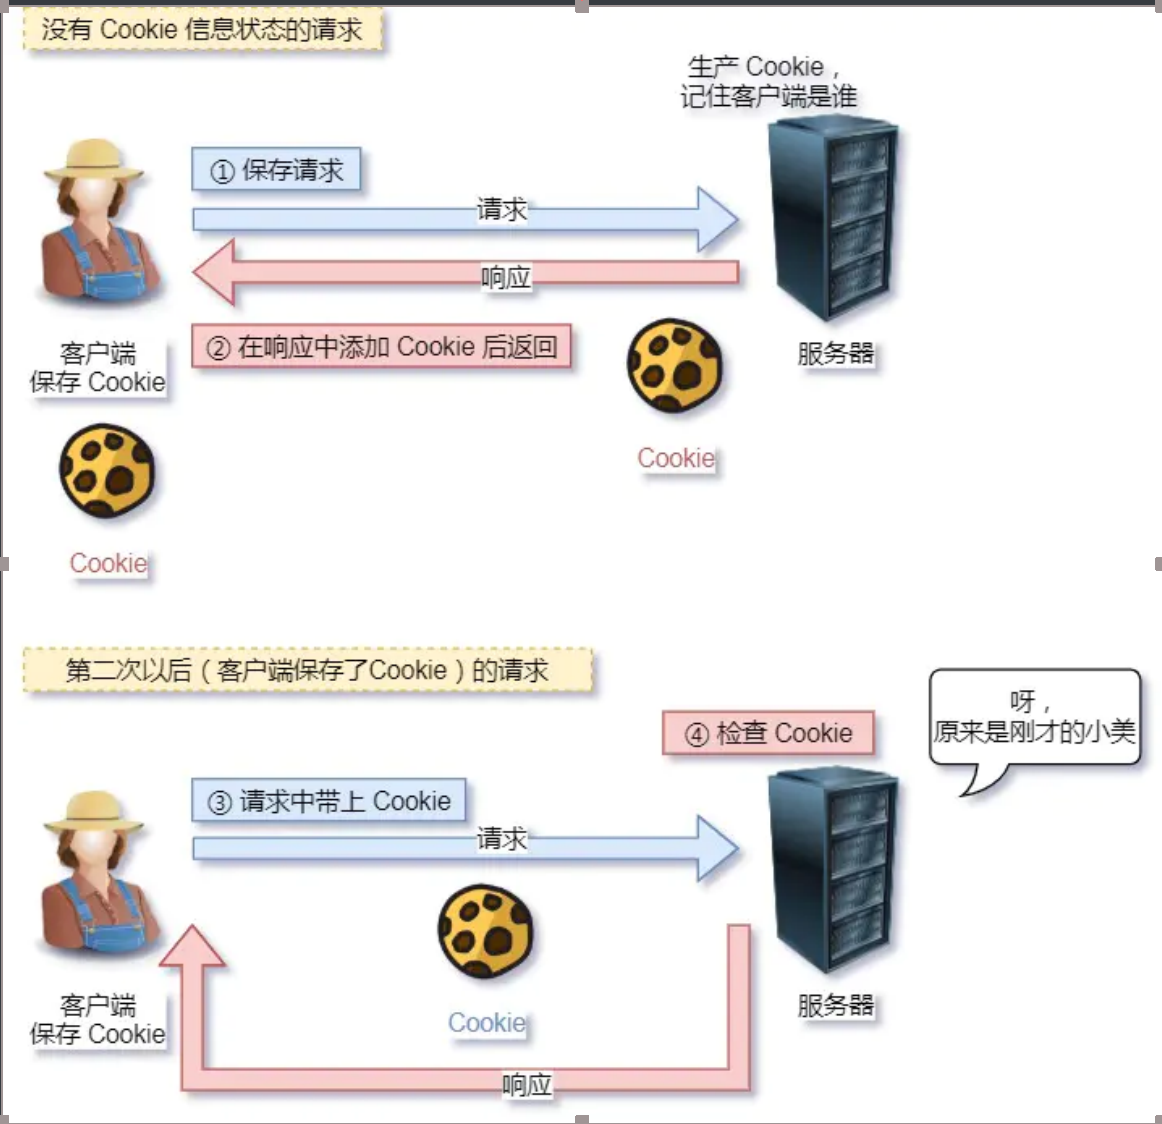 没有 Cookie 信息状态的请求
生产 Cookie，
记住客户端是谁
① 保存请求
请求
响应
② 在响应中添加 Cookie 后返回
客户端
保存 Cookie
服务器
Cookie
Cookie
第二次以后（客户端保存了Cookie）的请求
呀，
原来是刚才的小美
④ 检查 Cookie
③ 请求中带上 Cookie
请求
Cookie
客户端
保存 Cookie
服务器
响应